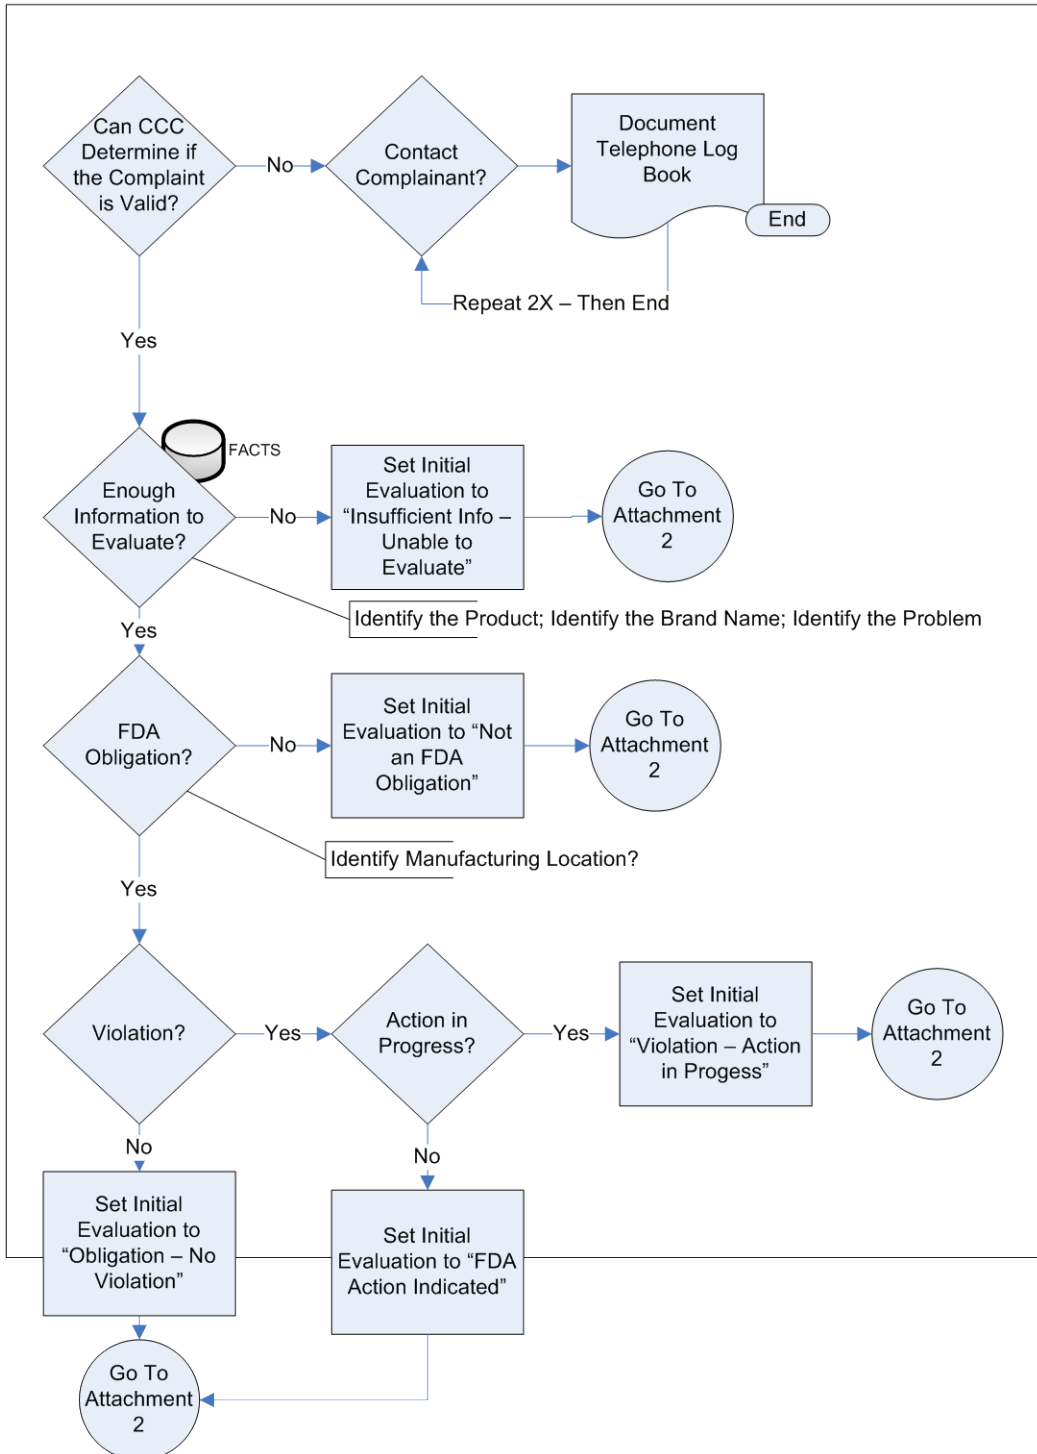 Can CCC
Determine if
the Complaint
is Valid?
No
Contact
Complainant?
Document
Telephone Log
Book
End
Repeat 2X – Then End
Yes
FACTS
Enough
Information to
Evaluate?
No
Set Initial
Evaluation to
“Insufficient Info –
Unable to
Evaluate”
Go To
Attachment
2
Identify the Product; Identify the Brand Name; Identify the Problem
Yes
FDA
Obligation?
No
Set Initial
Evaluation to “Not
an FDA
Obligation”
Go To
Attachment
2
Identify Manufacturing Location?
Yes
Violation?
Yes
Action in
Progress?
Yes
Set Initial
Evaluation to
“Violation – Action
in Progess”
Go To
Attachment
2
No
No
Set Initial
Evaluation to
“Obligation – No
Violation”
Set Initial
Evaluation to “FDA
Action Indicated”
Go To
Attachment
2